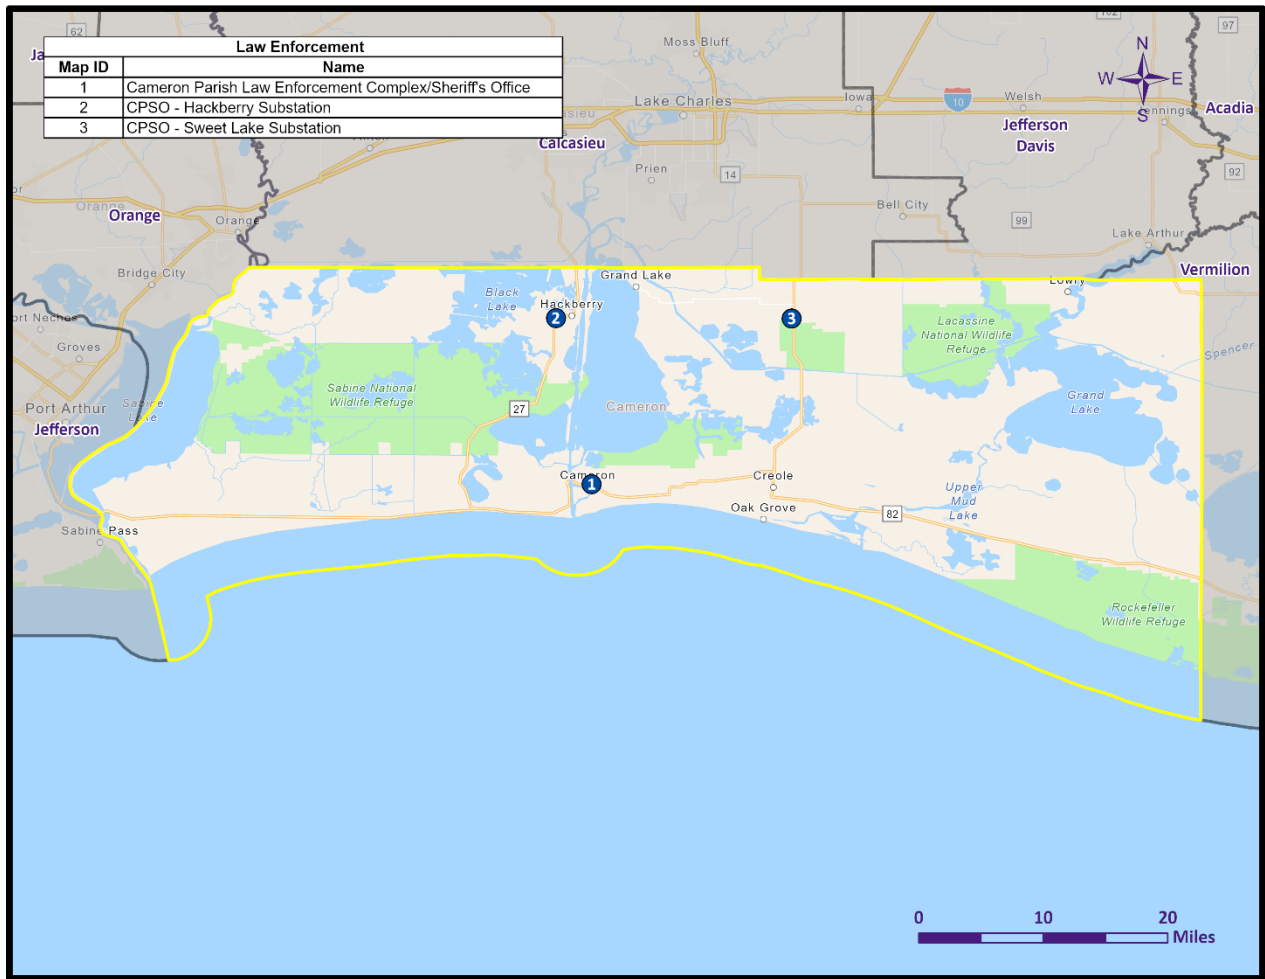 Law Enforcement
Map ID Name
1 Cameron Parish Law Enforcement Complex/Sheriff's Office
2 CPSO - Hackberry Substation
3 CPSO - Sweet Lake Substation
62
97
Moss Bluff
N
W E
S
Lake Charles
Iowa
10
Welsh
Jennings
Acadia
Jefferson
Davis
Calcasieu
Prien
14
92
Orange
Orange
Orange
Bell City
99
Lake Arthur
Bridge City
Vermilion
Grand Lake
Lowry
Black
Lake
Hackberry
2
3
Lacassine
National Wildlife
Refuge
Groves
Spencer
Sabine National
Wildlife Refuge
Grand
Lake
Port Arthur
Sabine
Lake
Jefferson
27
Cameron
Cameron
1
Creole
Upper
Mud
Lake
Oak Grove
82
Sabine Pass
Rockefeller
Wildlife Refuge
0 10 20
Miles